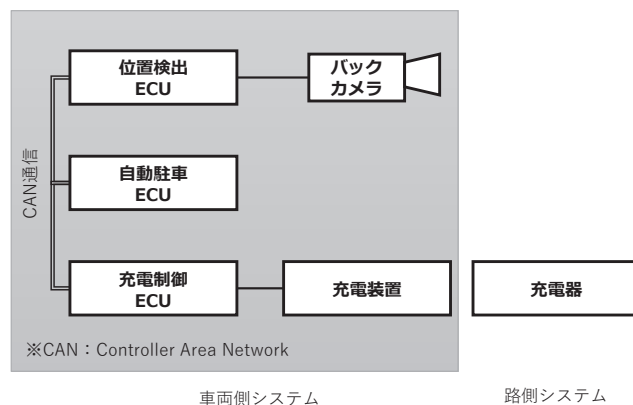 位置検出
ECU
バック
カメラ
CAN通信
自動駐車
ECU
充電制御
ECU
充電装置
充電器
※CAN：Controller Area Network
車両側システム
路側システム